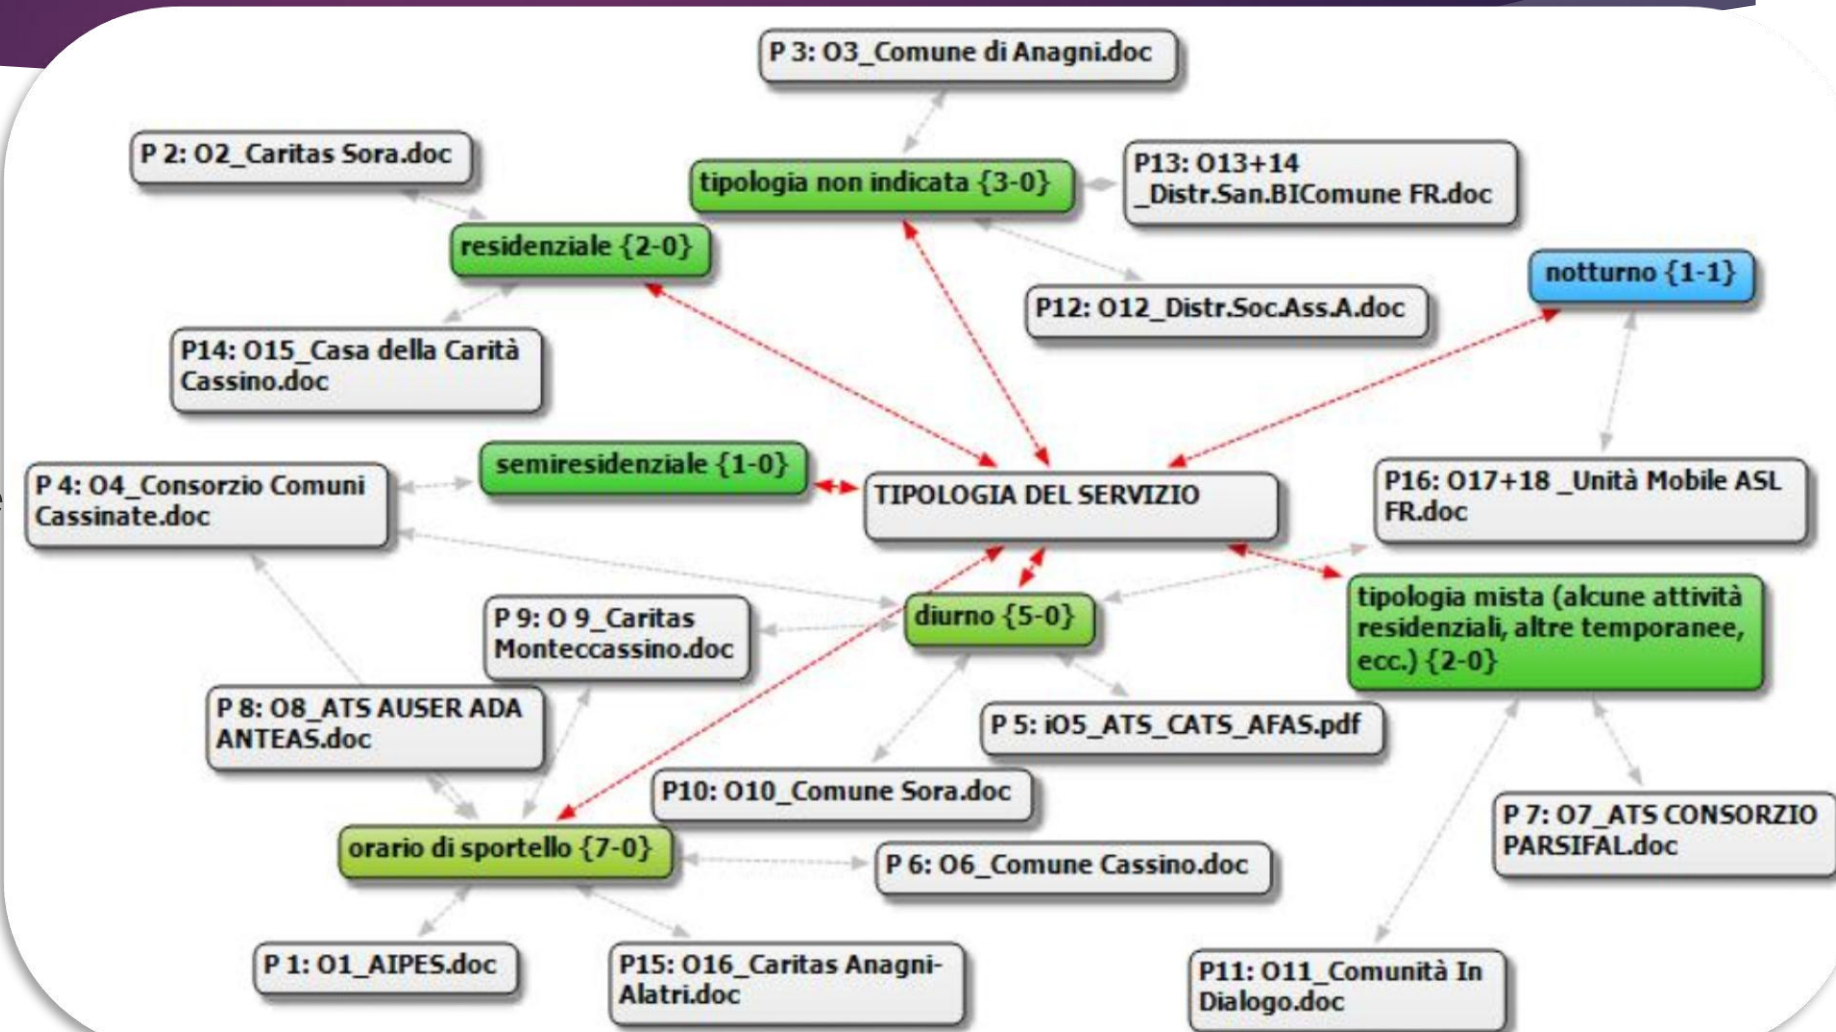 P 3: O3_Comune di Anagni.doc
P 2: O2_Caritas Sora.doc
tipologia non indicata {3-0}
P13: O13+14
_Distr.San.BIComune FR.doc
residenziale {2-0}
notturno {1-1}
P12: O12_Distr.Soc.Ass.A.doc
P14: O15_Casa della Carità
Cassino.doc
semiresidenziale {1-0}
P 4: O4_Consorzio Comuni
Cassinate.doc
TIPOLOGIA DEL SERVIZIO
P16: O17+18 _Unità Mobile ASL
FR.doc
e
P 9: O 9_Caritas
Monteccassino.doc
diurno {5-0}
tipologia mista (alcune attività
residenziali, altre temporanee,
ecc.) {2-0}
P 8: O8_ATS AUSER ADA
ANTEAS.doc
P 5: iO5_ATS_CATS_AFAS.pdf
P10: O10_Comune Sora.doc
P 7: O7_ATS CONSORZIO
PARSIFAL.doc
orario di sportello {7-0}
P 6: O6_Comune Cassino.doc
P 1: O1_AIPES.doc
P15: O16_Caritas Anagni-
Alatri.doc
P11: O11_Comunità In
Dialogo.doc